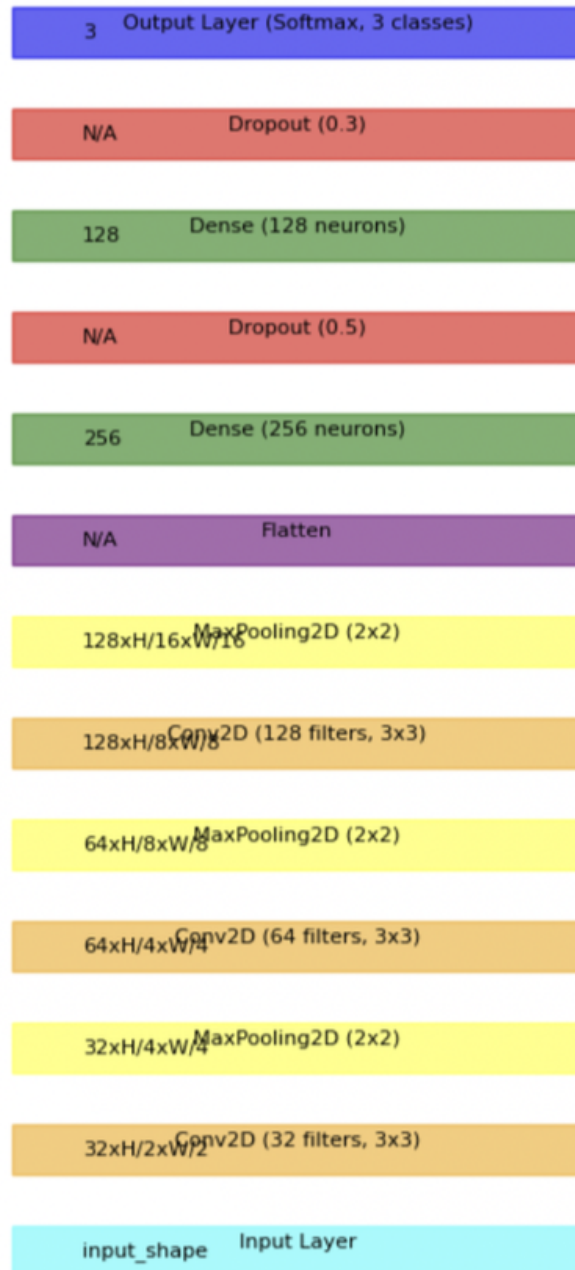 3 Output Layer (Softmax, 3 classes)
N/A Dropout (0.3)
128 Dense (128 neurons)
N/A Dropout (0.5)
256 Dense (256 neurons)
N/A Flatten
128xH/16xW/16 MaxPooling2D (2x2)
128xH/8xW/8 Conv2D (128 filters, 3x3)
64xH/8xW/8 MaxPooling2D (2x2)
64xH/4xW/4 Conv2D (64 filters, 3x3)
32xH/4xW/4 MaxPooling2D (2x2)
32xH/2xW/2 Conv2D (32 filters, 3x3)
input_shape Input Layer